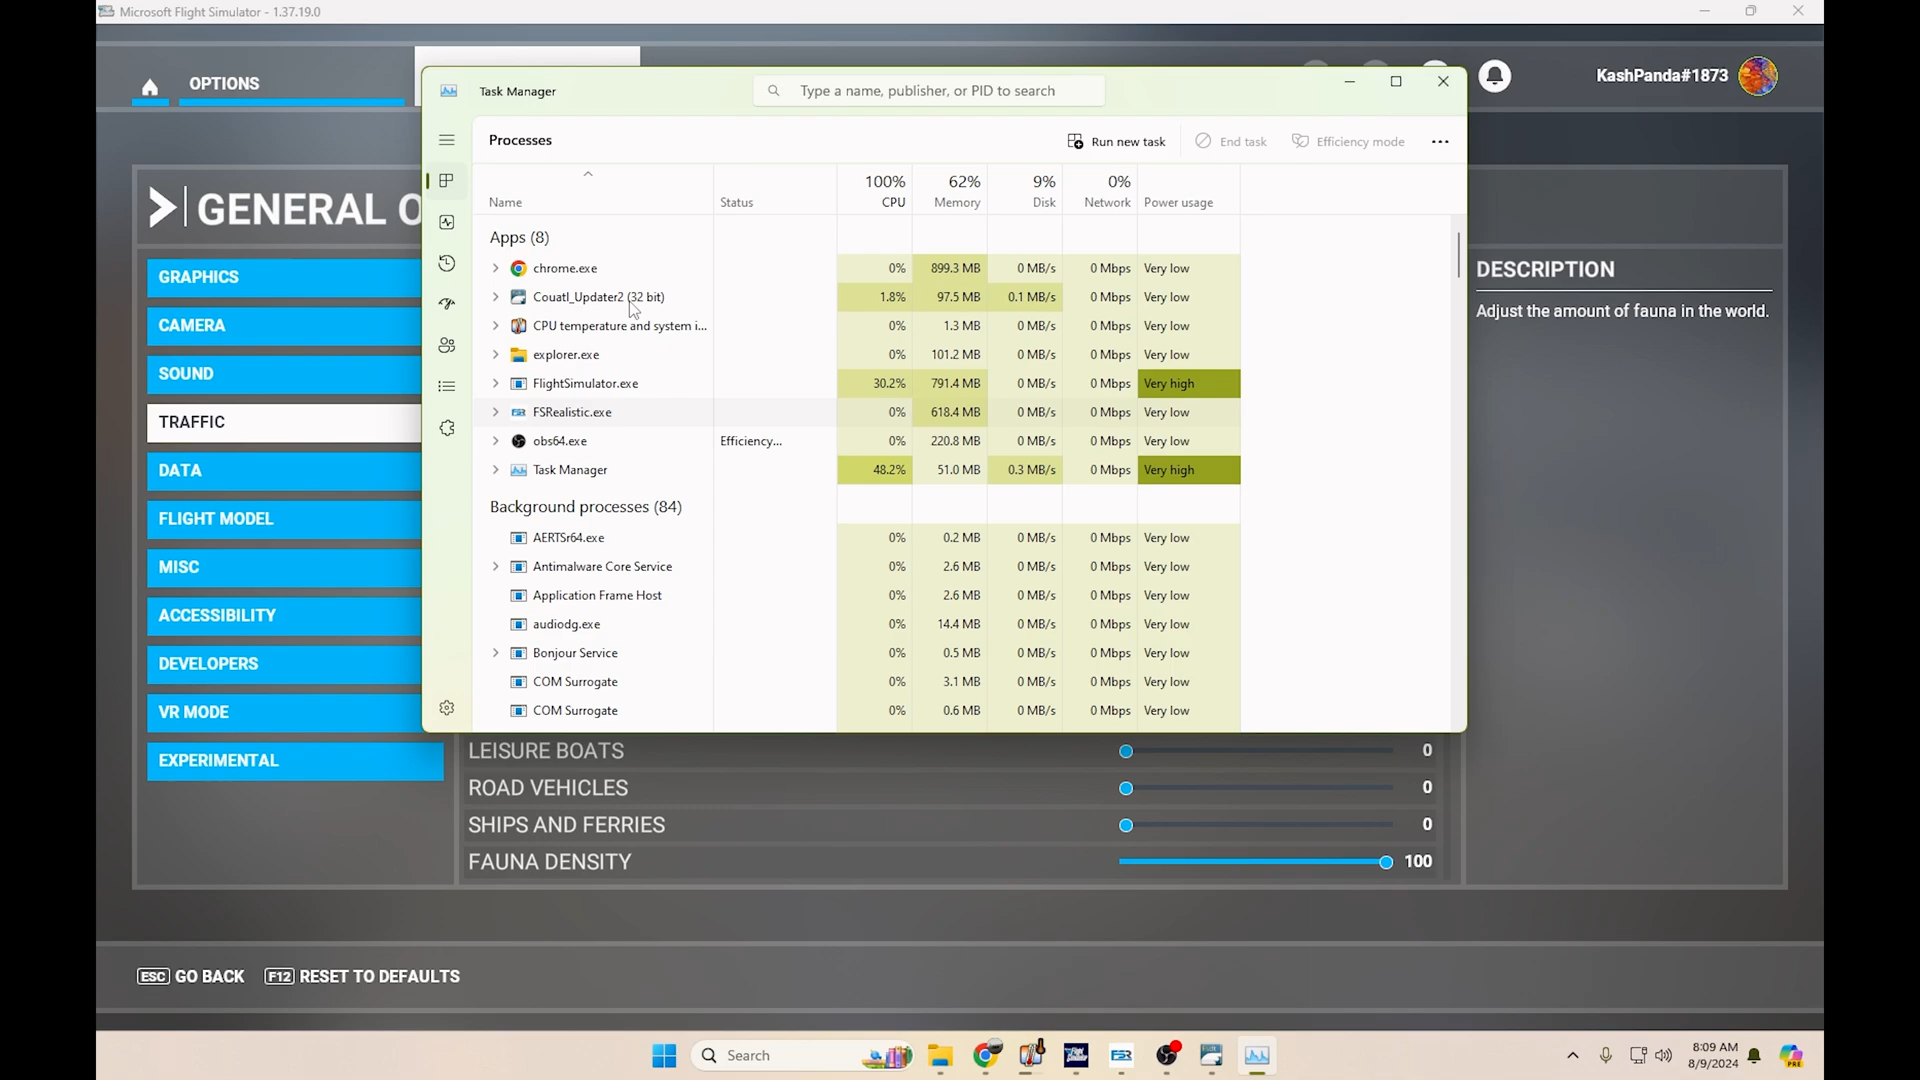 Microsoft Flight Simulator - 1.37.19.0
OPTIONS
KashPanda#1873
Task Manager
Type a name, publisher, or PID to search
Processes
Run new task
End task
Efficiency mode
GENERAL O
100% 62% 9% 0%
Name Status CPU Memory Disk Network Power usage
Apps (8)
chrome.exe 0% 899.3 MB 0 MB/s 0 Mbps Very low
Couatl_Updater2 (32 bit) 1.8% 97.5 MB 0.1 MB/s 0 Mbps Very low
CPU temperature and system i... 0% 1.3 MB 0 MB/s 0 Mbps Very low
explorer.exe 0% 101.2 MB 0 MB/s 0 Mbps Very low
FlightSimulator.exe 30.2% 791.4 MB 0 MB/s 0 Mbps Very high
FSRealistic.exe 0% 618.4 MB 0 MB/s 0 Mbps Very low
obs64.exe Efficiency... 0% 220.8 MB 0 MB/s 0 Mbps Very low
Task Manager 48.2% 51.0 MB 0.3 MB/s 0 Mbps Very high
Background processes (84)
AERTSr64.exe 0% 0.2 MB 0 MB/s 0 Mbps Very low
Antimalware Core Service 0% 2.6 MB 0 MB/s 0 Mbps Very low
Application Frame Host 0% 2.6 MB 0 MB/s 0 Mbps Very low
audiodg.exe 0% 14.4 MB 0 MB/s 0 Mbps Very low
Bonjour Service 0% 0.5 MB 0 MB/s 0 Mbps Very low
COM Surrogate 0% 3.1 MB 0 MB/s 0 Mbps Very low
COM Surrogate 0% 0.6 MB 0 MB/s 0 Mbps Very low
GRAPHICS
CAMERA
SOUND
TRAFFIC
DATA
FLIGHT MODEL
MISC
ACCESSIBILITY
DEVELOPERS
VR MODE
EXPERIMENTAL
DESCRIPTION
Adjust the amount of fauna in the world.
LEISURE BOATS 0
ROAD VEHICLES 0
SHIPS AND FERRIES 0
FAUNA DENSITY 100
ESC GO BACK F12 RESET TO DEFAULTS
Search
FSR
8:09 AM
8/9/2024
PRE